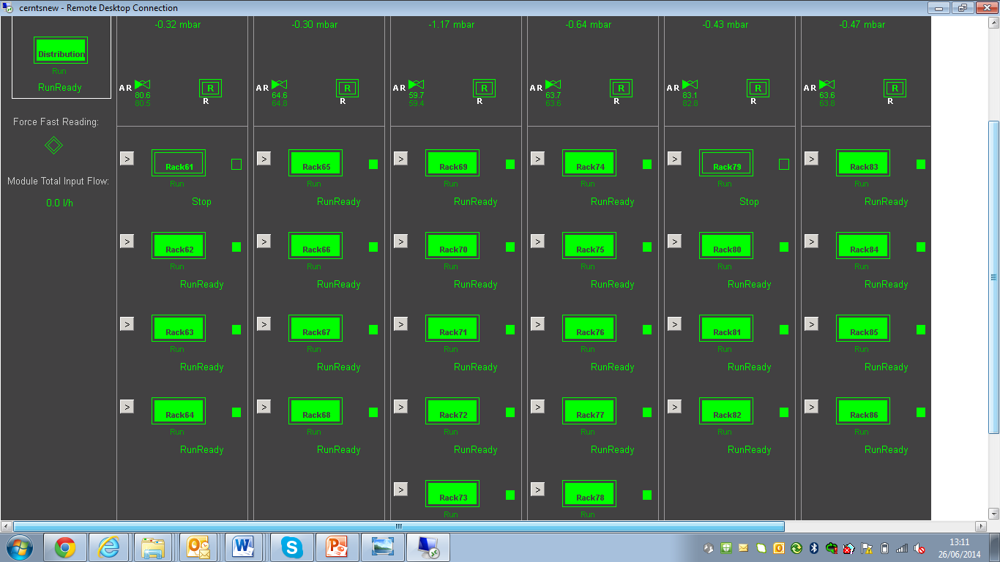 cerntsnew - Remote Desktop Connection
-0.32 mbar -0.30 mbar -1.17 mbar -0.64 mbar -0.43 mbar -0.47 mbar
Distribution
Run
RunReady
A R R A R R A R R A R R A R R A R R
80.6 64.6 59.7 63.7 83.1 63.6
R R R R R R
80.5 64.8 59.4 63.6 82.6 63.8
Force Fast Reading:
Module Total Input Flow:
0.0 l/h
> Rack61 > Rack65 > Rack69 > Rack74 > Rack79 > Rack83
Run Run Run Run Run Run
Stop RunReady RunReady RunReady Stop RunReady
> Rack62 > Rack66 > Rack70 > Rack75 > Rack80 > Rack84
Run Run Run Run Run Run
RunReady RunReady RunReady RunReady RunReady RunReady
> Rack63 > Rack67 > Rack71 > Rack76 > Rack81 > Rack85
Run Run Run Run Run Run
RunReady RunReady RunReady RunReady RunReady RunReady
> Rack64 > Rack68 > Rack72 > Rack77 > Rack82 > Rack86
Run Run Run Run Run Run
RunReady RunReady RunReady RunReady RunReady RunReady
> Rack73 > Rack78
Run Run
13:11
26/06/2014